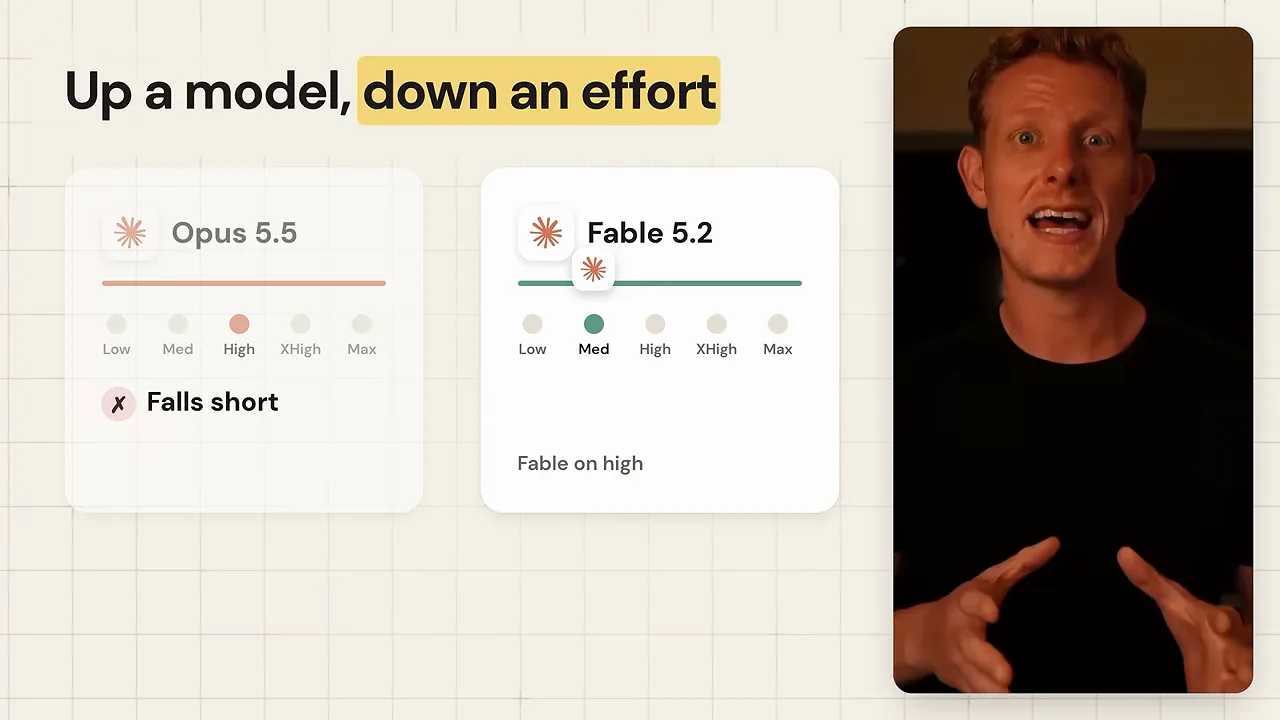 Up a model, down an effort
Opus 5.5
Low Med High XHigh Max
✗ Falls short
Fable 5.2
Low Med High XHigh Max
Fable on high